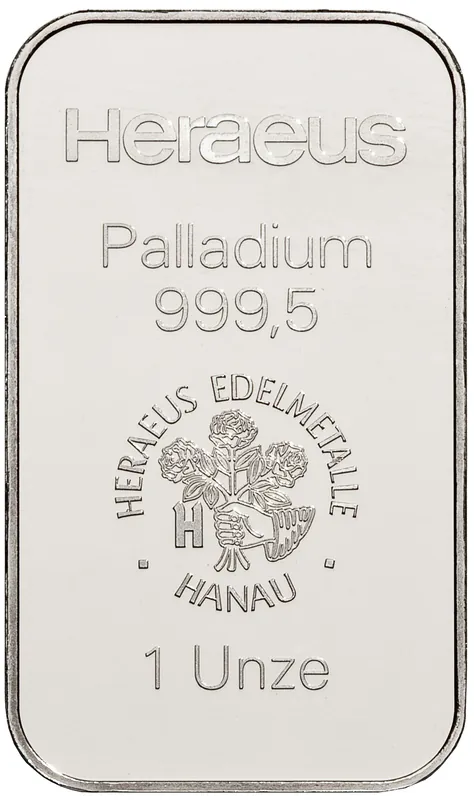 Heraeus
Palladium
999,5
HERAEUS EDELMETALLE
H
· HANAU ·
1 Unze